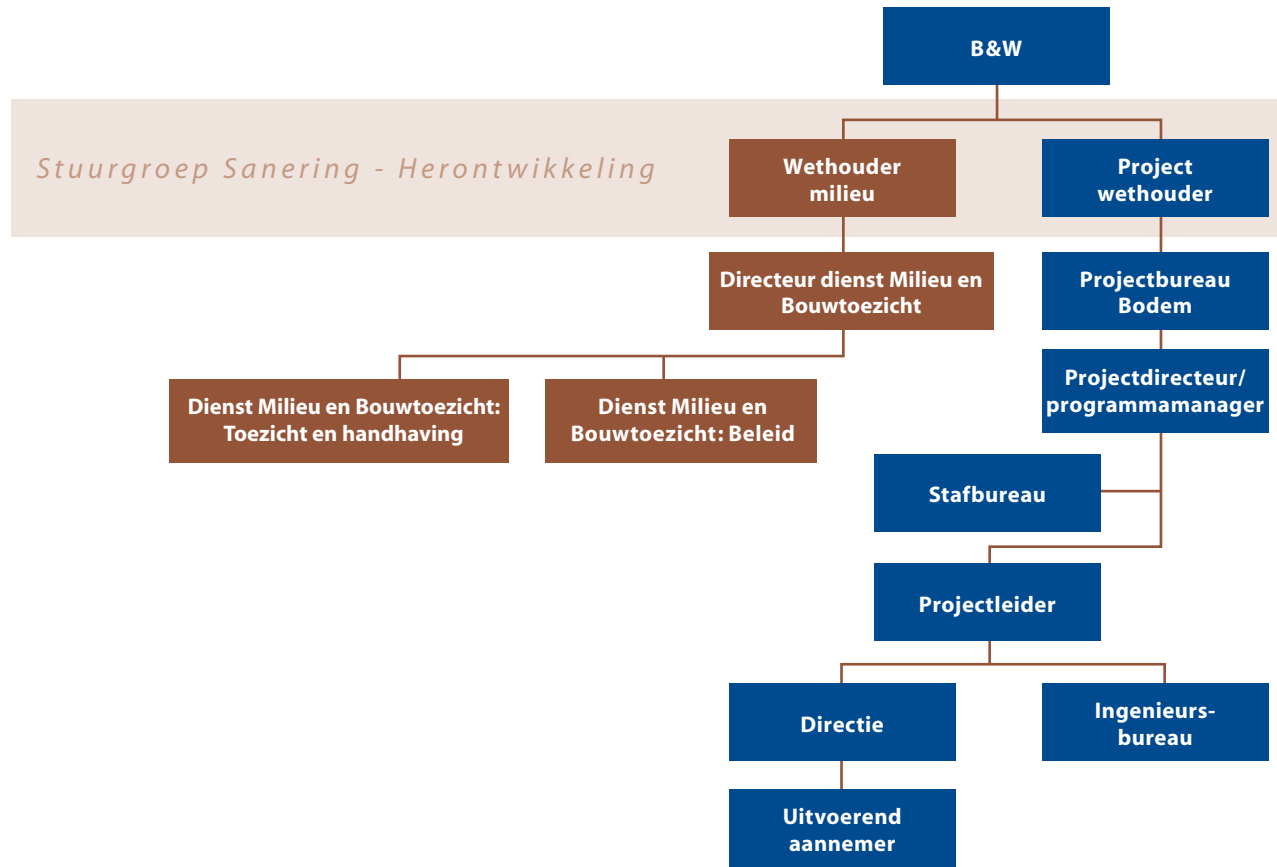 B&W
Stuurgroep Sanering - Herontwikkeling
Wethouder
milieu
Project
wethouder
Directeur dienst Milieu en
Bouwtoezicht
Projectbureau
Bodem
Dienst Milieu en Bouwtoezicht:
Toezicht en handhaving
Dienst Milieu en
Bouwtoezicht: Beleid
Projectdirecteur/
programmamanager
Stafbureau
Projectleider
Directie
Ingenieurs-
bureau
Uitvoerend
aannemer